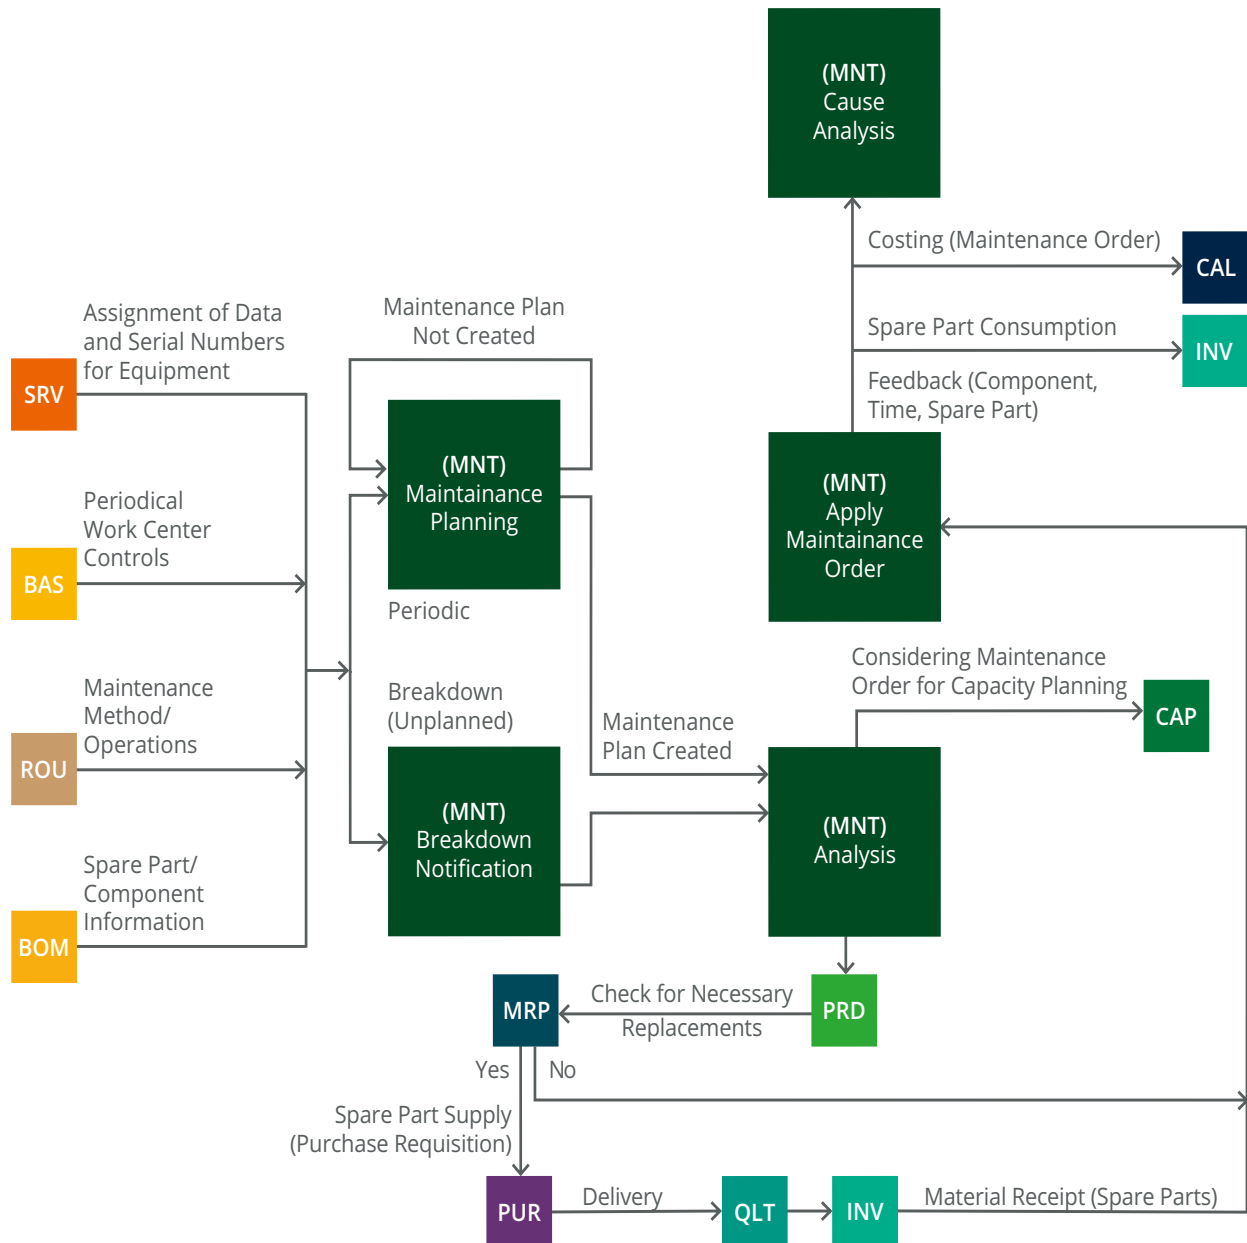 (MNT)
Cause
Analysis
Costing (Maintenance Order)
CAL
Spare Part Consumption
INV
Feedback (Component,
Time, Spare Part)
Assignment of Data
and Serial Numbers
for Equipment
SRV
Maintenance Plan
Not Created
(MNT)
Maintainance
Planning
Periodic
(MNT)
Apply
Maintainance
Order
Periodical
Work Center
Controls
BAS
Maintenance
Method/
Operations
ROU
Breakdown
(Unplanned)
Maintenance
Plan Created
Considering Maintenance
Order for Capacity Planning
CAP
(MNT)
Breakdown
Notification
(MNT)
Analysis
Spare Part/
Component
Information
BOM
MRP
Check for Necessary
Replacements
PRD
Yes
No
Spare Part Supply
(Purchase Requisition)
PUR
Delivery
QLT
INV
Material Receipt (Spare Parts)